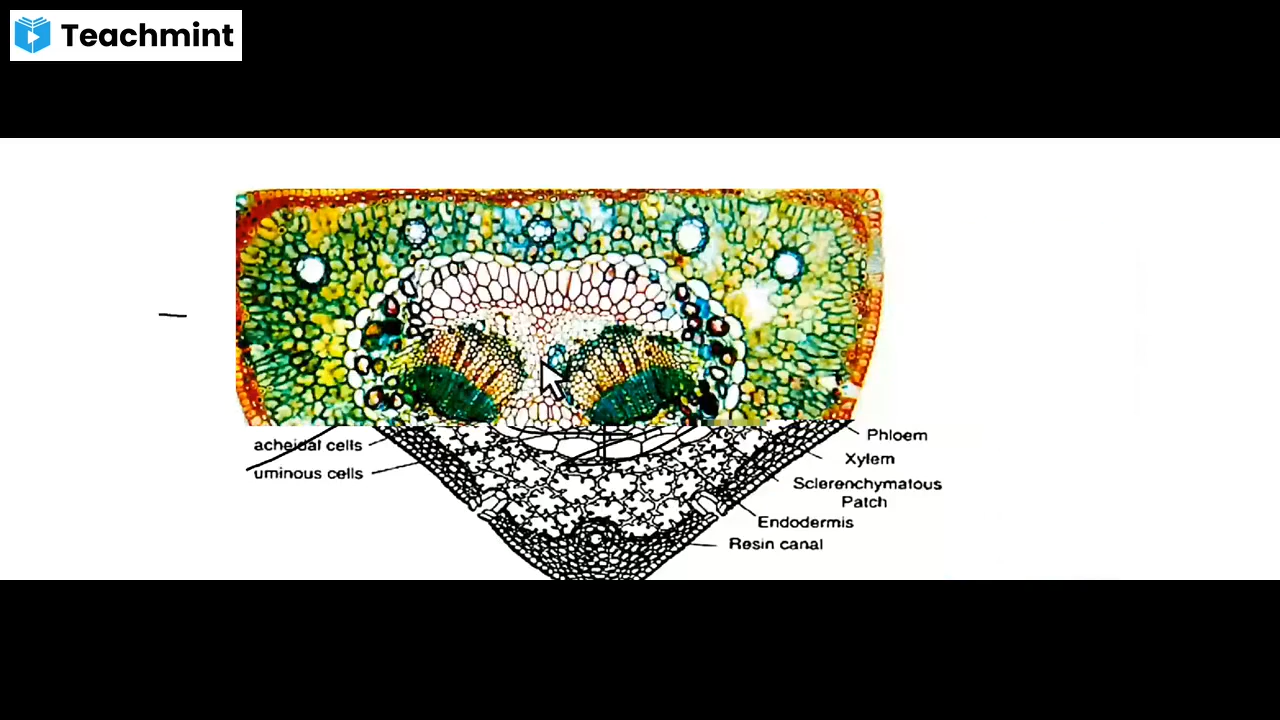 Teachmint
acheidal cells
uminous cells
Phloem
Xylem
Sclerenchymatous
Patch
Endodermis
Resin canal